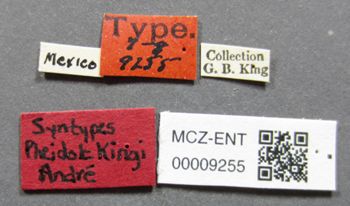 Mexico
Type.
9255
Collection
G. B. King
Syntypes
Pheidole Kingi
André
MCZ-ENT
00009255